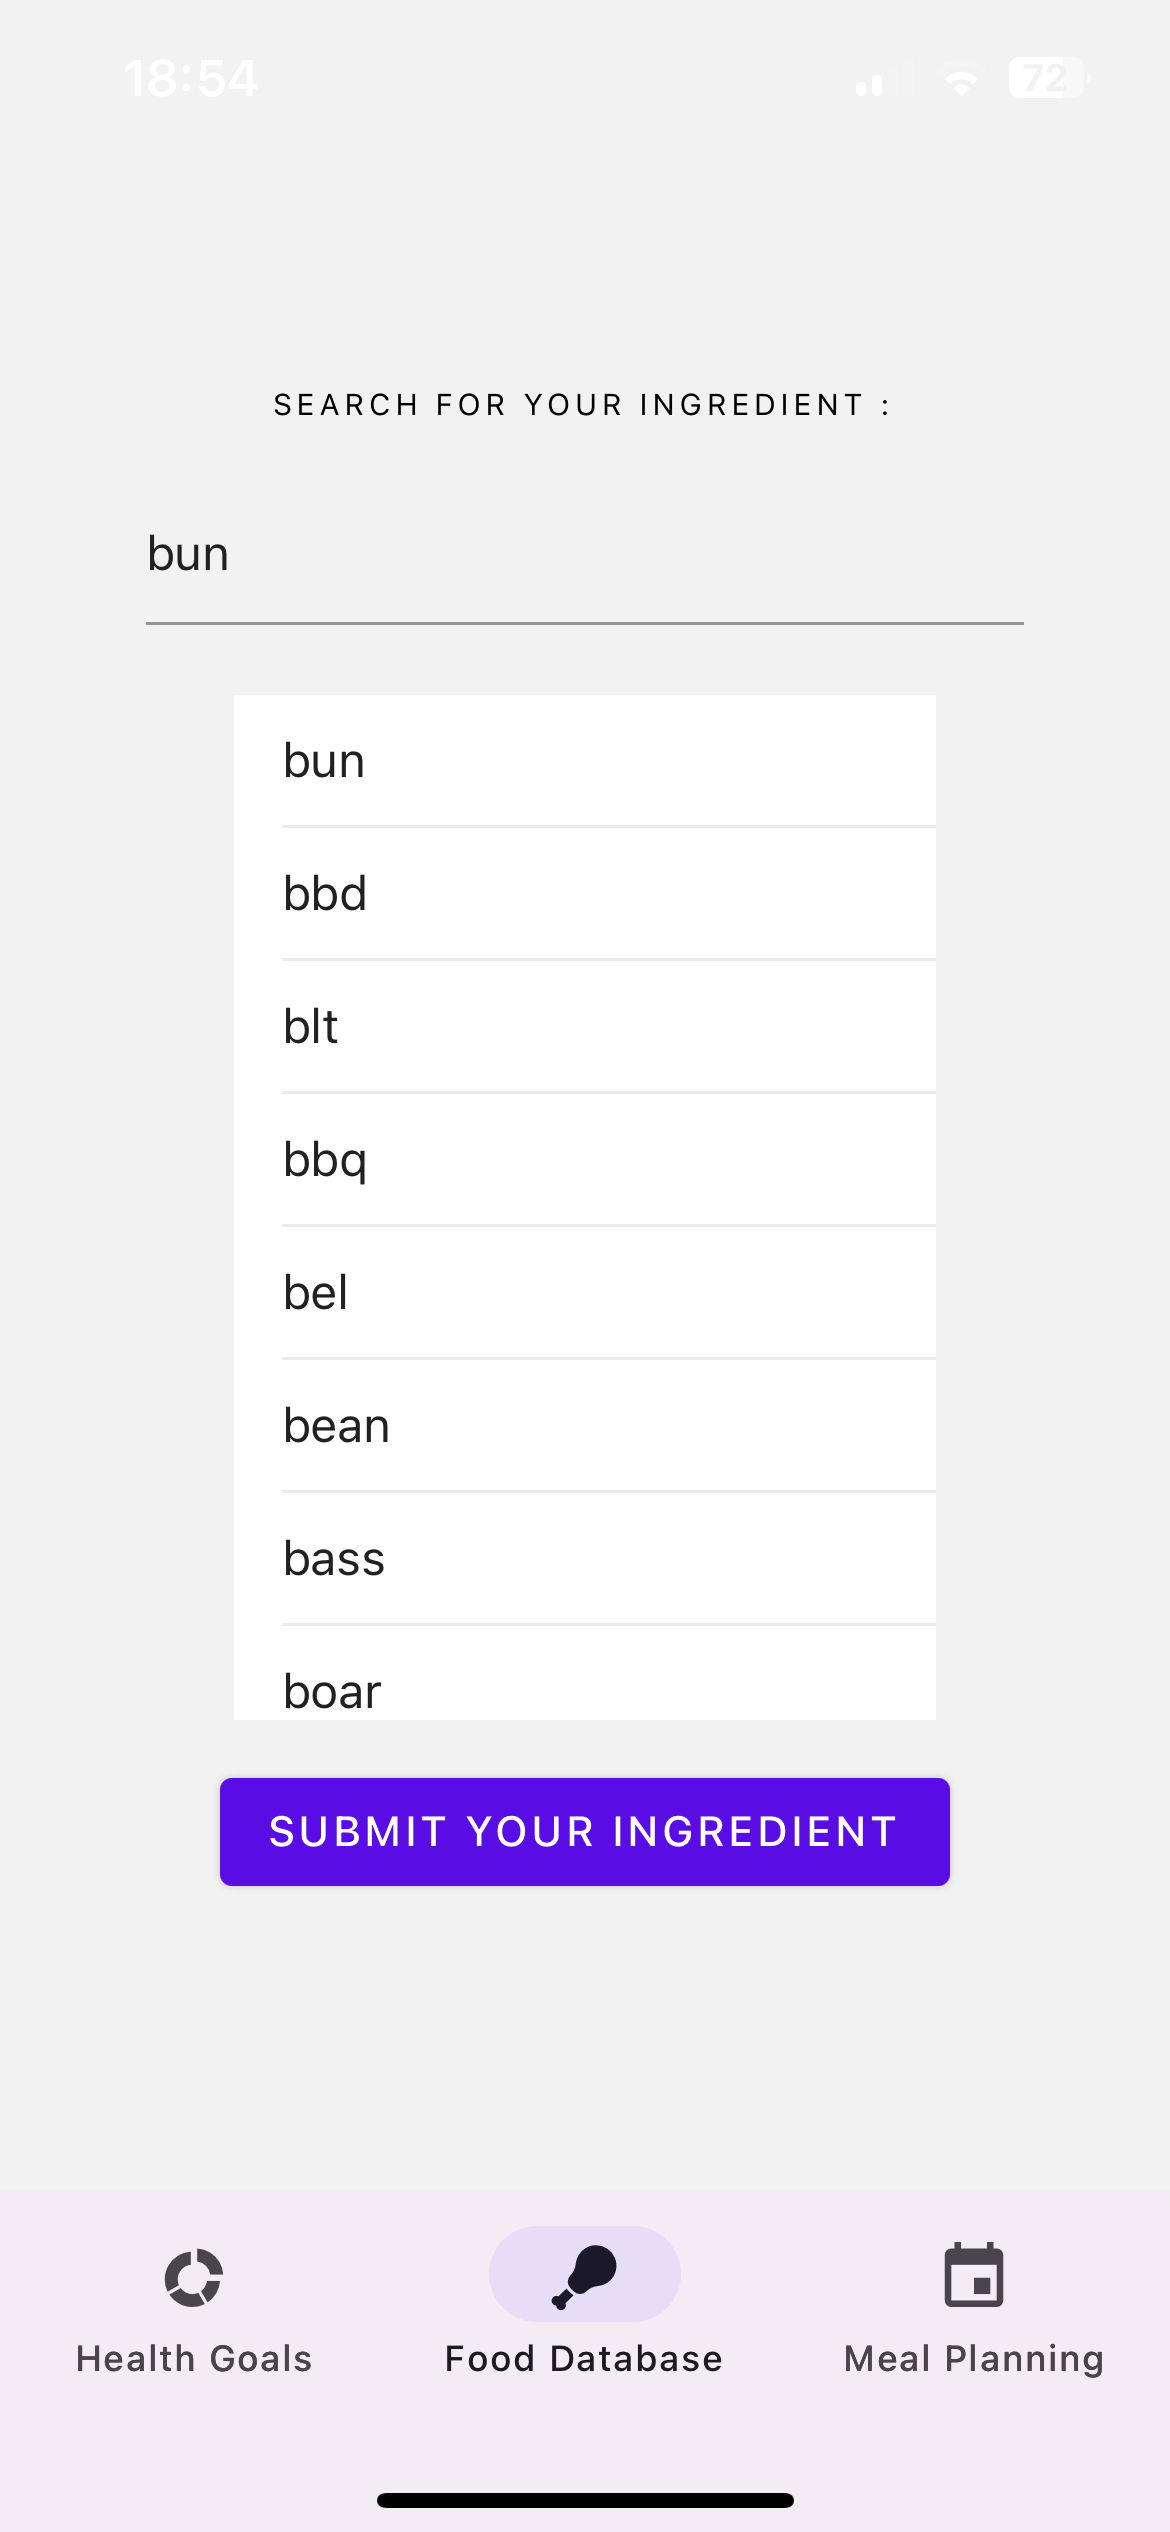 18:54 72
SEARCH FOR YOUR INGREDIENT :
bun
bun
bbd
blt
bbq
bel
bean
bass
boar
SUBMIT YOUR INGREDIENT
Health Goals Food Database Meal Planning